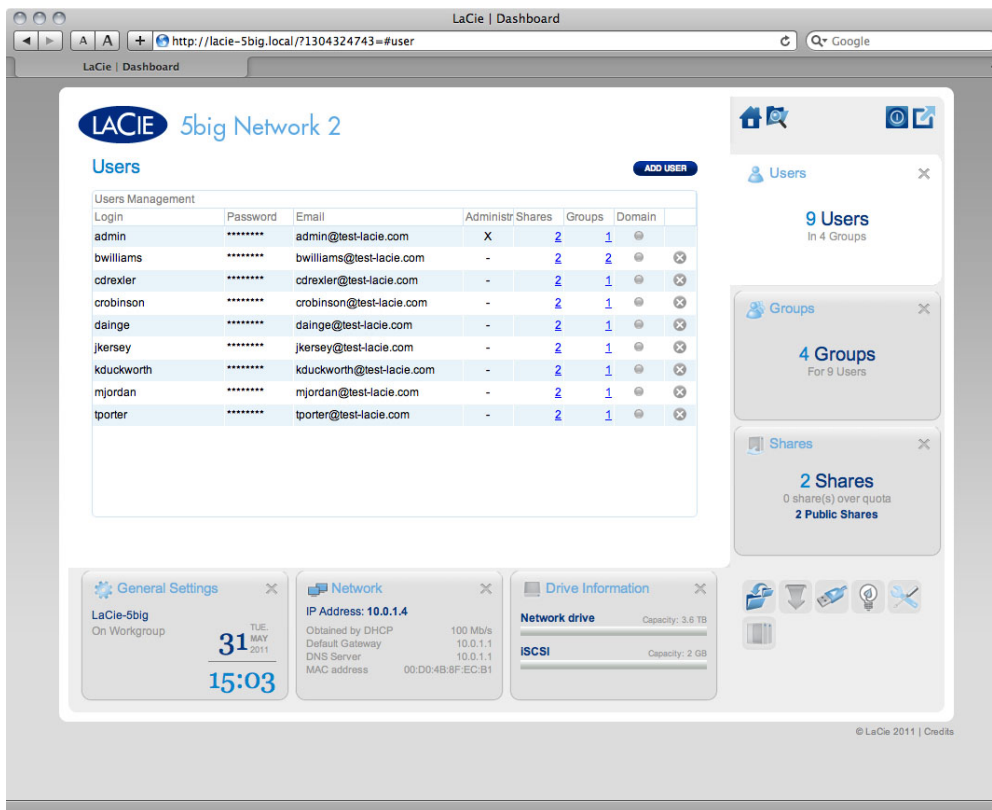 LaCie | Dashboard
A A + http://lacie-5big.local/?1304324743=#user Google
LaCie | Dashboard
LACIE 5big Network 2
Users
ADD USER
Users Management
Login Password Email Administr Shares Groups Domain
admin ******** admin@test-lacie.com X 2 1
bwilliams ******** bwilliams@test-lacie.com - 2 2
cdrexler ******** cdrexler@test-lacie.com - 2 1
crobinson ******** crobinson@test-lacie.com - 2 1
dainge ******** dainge@test-lacie.com - 2 1
jkersey ******** jkersey@test-lacie.com - 2 1
kduckworth ******** kduckworth@test-lacie.com - 2 1
mjordan ******** mjordan@test-lacie.com - 2 1
tporter ******** tporter@test-lacie.com - 2 1
Users
9 Users
In 4 Groups
Groups
4 Groups
For 9 Users
Shares
2 Shares
0 share(s) over quota
2 Public Shares
General Settings
LaCie-5big
On Workgroup
TUE.
31 MAY
2011
15:03
Network
IP Address: 10.0.1.4
Obtained by DHCP 100 Mb/s
Default Gateway 10.0.1.1
DNS Server 10.0.1.1
MAC address 00:D0:4B:8F:EC:B1
Drive Information
Network drive Capacity: 3.6 TB
iSCSI Capacity: 2 GB
© LaCie 2011 | Credits